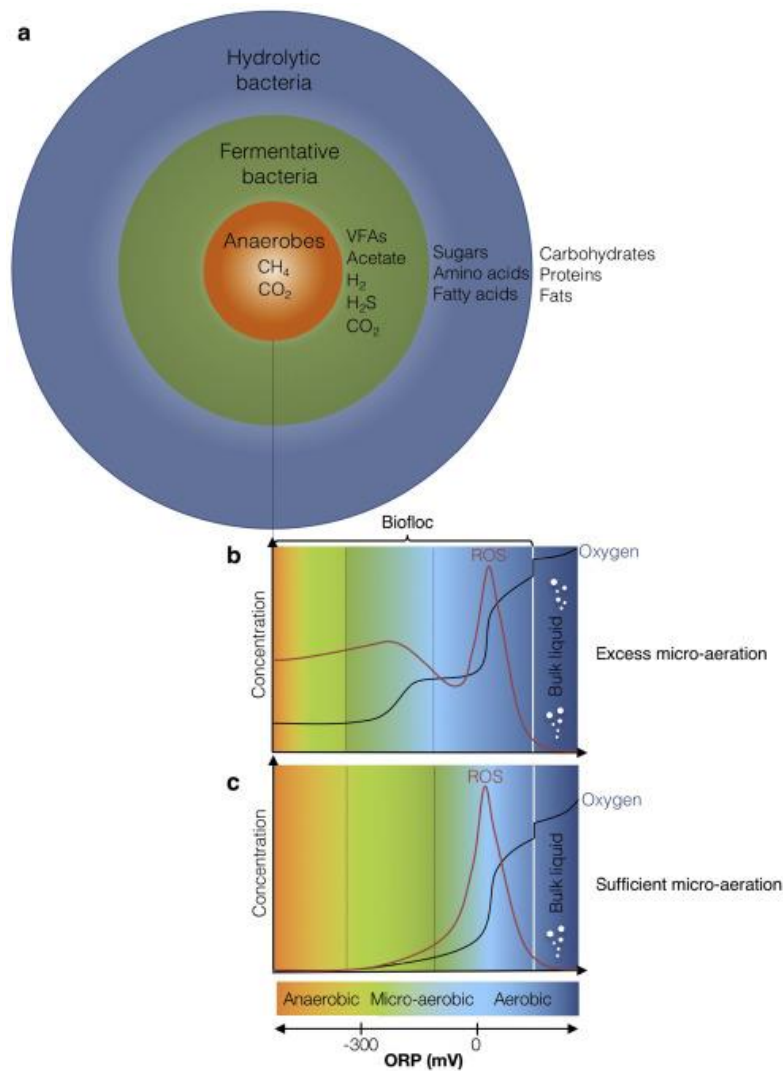 a
Hydrolytic
bacteria
Fermentative
bacteria
Anaerobes
CH₄
CO₂
VFAs
Acetate
H₂
H₂S
CO₂
Sugars
Amino acids
Fatty acids
Carbohydrates
Proteins
Fats
Biofloc
b
ROS
Oxygen
Concentration
Bulk liquid
Excess micro-aeration
c
ROS
Oxygen
Concentration
Bulk liquid
Sufficient micro-aeration
Anaerobic Micro-aerobic Aerobic
-300 0
ORP (mV)